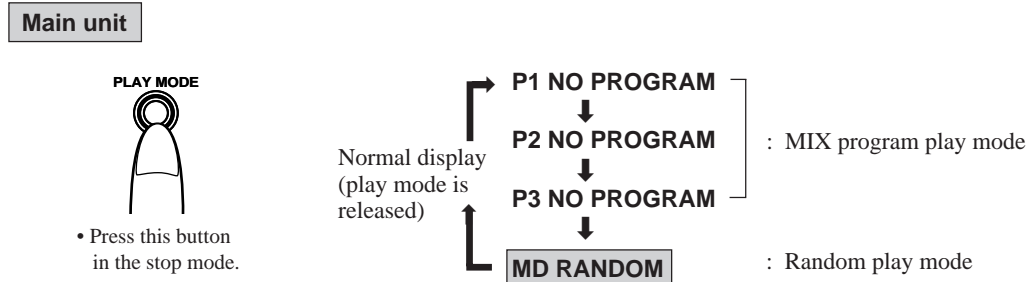 Main unit
PLAY MODE
• Press this button
in the stop mode.
Normal display
(play mode is
released)
P1 NO PROGRAM
P2 NO PROGRAM
P3 NO PROGRAM
: MIX program play mode
MD RANDOM
: Random play mode